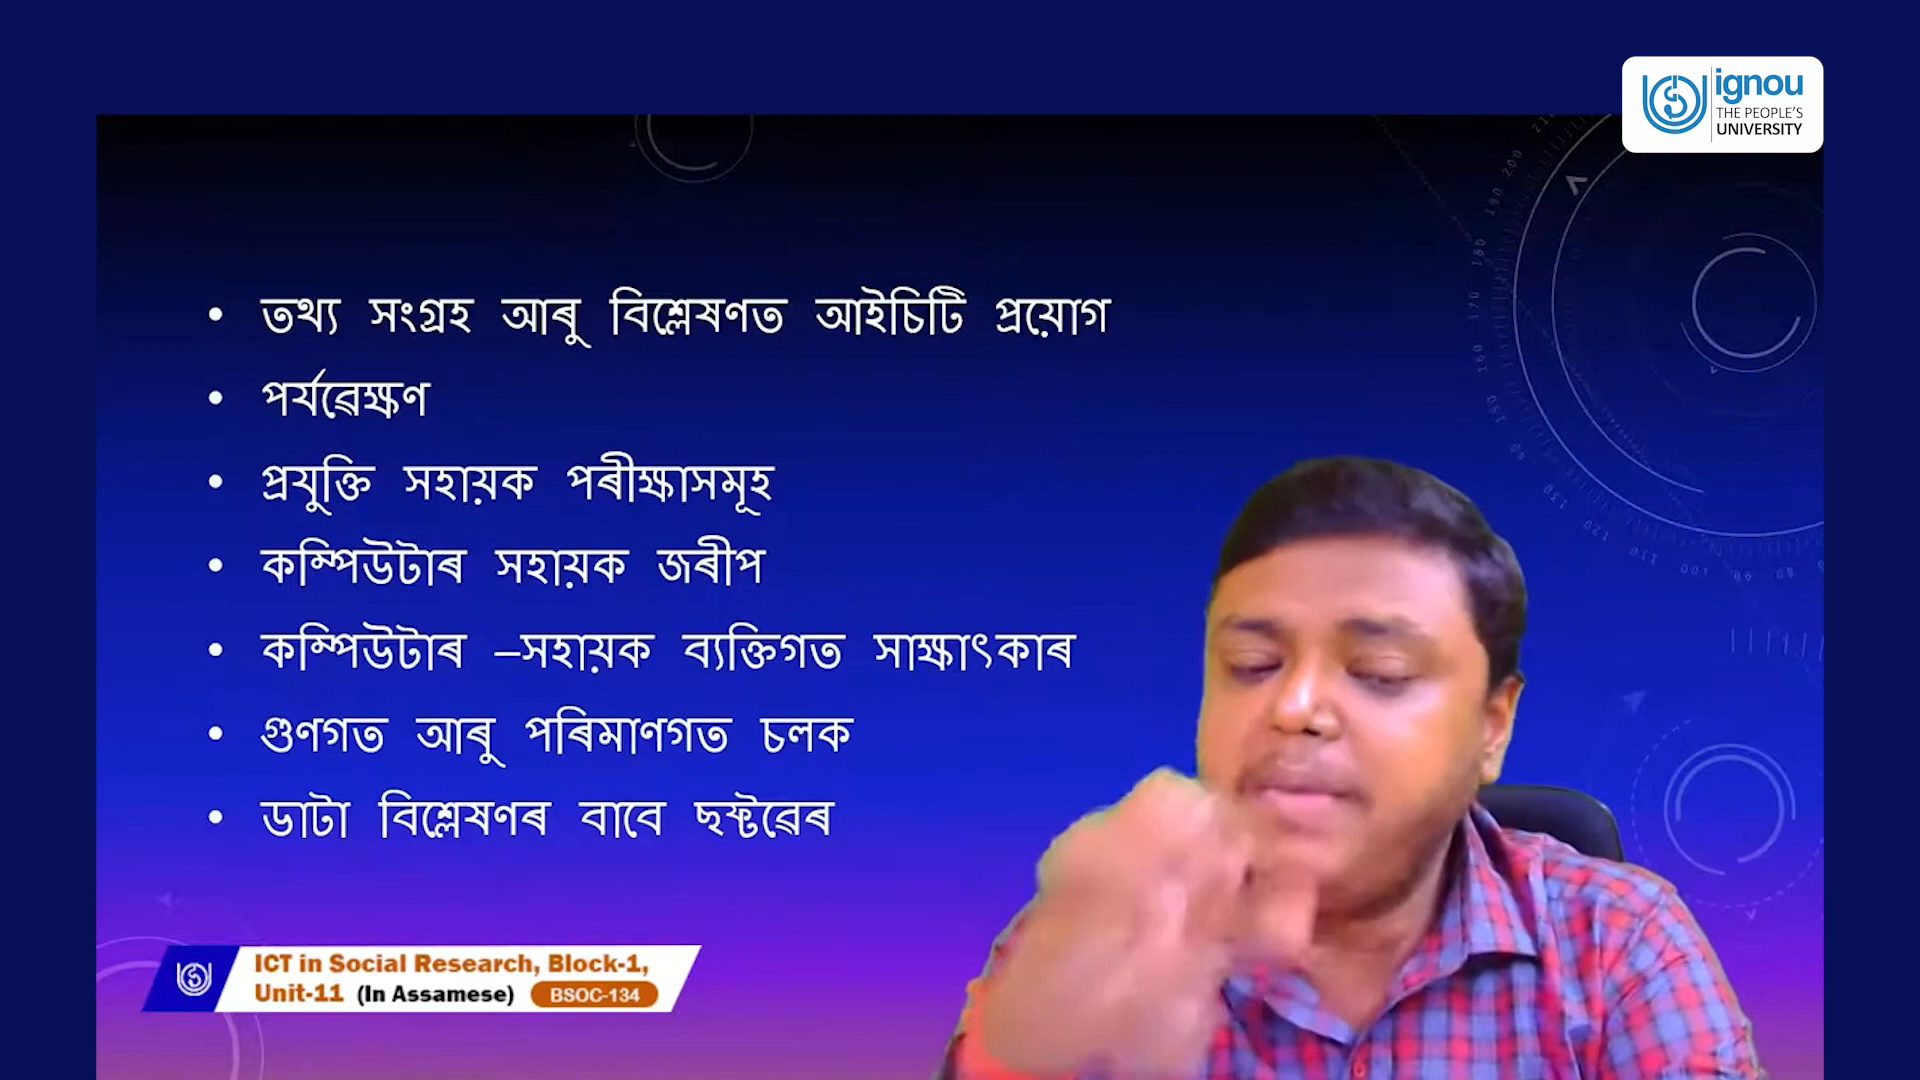 ignou
THE PEOPLE'S
UNIVERSITY
• তথ্য সংগ্ৰহ আৰু বিশ্লেষণত আইচিটি প্ৰয়োগ
• পৰ্যৱেক্ষণ
• প্ৰযুক্তি সহায়ক পৰীক্ষাসমূহ
• কম্পিউটাৰ সহায়ক জৰীপ
• কম্পিউটাৰ –সহায়ক ব্যক্তিগত সাক্ষাৎকাৰ
• গুণগত আৰু পৰিমাণগত চলক
• ডাটা বিশ্লেষণৰ বাবে ছফ্টৱেৰ
ICT in Social Research, Block-1,
Unit-11 (In Assamese) BSOC-134